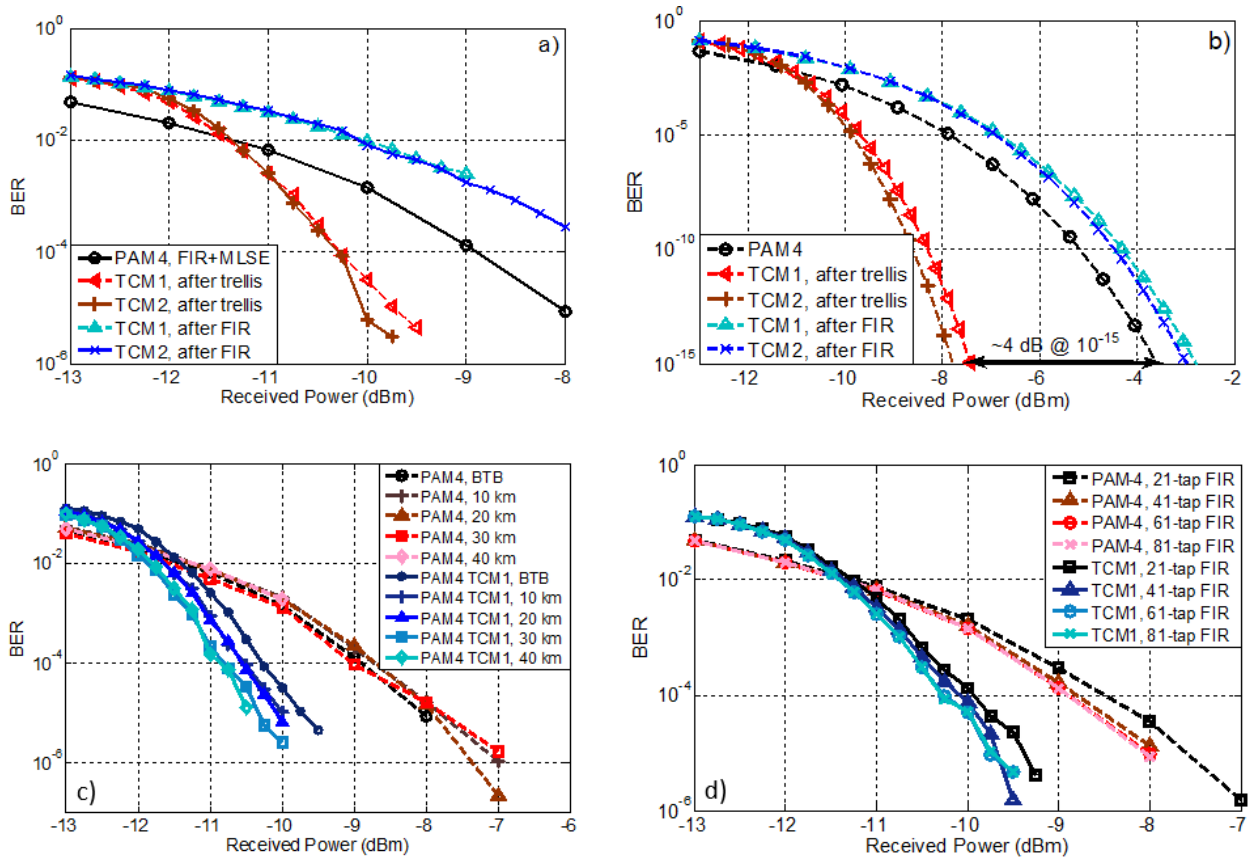 a)
BER
10^0
10^-2
10^-4
10^-6
PAM4, FIR+MLSE
TCM1, after trellis
TCM2, after trellis
TCM1, after FIR
TCM2, after FIR
-13 -12 -11 -10 -9 -8
Received Power (dBm)
b)
BER
10^0
10^-5
10^-10
10^-15
PAM4
TCM1, after trellis
TCM2, after trellis
TCM1, after FIR
TCM2, after FIR
~4 dB @ 10^-15
-12 -10 -8 -6 -4 -2
Received Power (dBm)
c)
BER
10^0
10^-2
10^-4
10^-6
PAM4, BTB
PAM4, 10 km
PAM4, 20 km
PAM4, 30 km
PAM4, 40 km
PAM4 TCM1, BTB
PAM4 TCM1, 10 km
PAM4 TCM1, 20 km
PAM4 TCM1, 30 km
PAM4 TCM1, 40 km
-13 -12 -11 -10 -9 -8 -7 -6
Received Power (dBm)
d)
BER
10^0
10^-2
10^-4
10^-6
PAM-4, 21-tap FIR
PAM-4, 41-tap FIR
PAM-4, 61-tap FIR
PAM-4, 81-tap FIR
TCM1, 21-tap FIR
TCM1, 41-tap FIR
TCM1, 61-tap FIR
TCM1, 81-tap FIR
-13 -12 -11 -10 -9 -8 -7
Received Power (dBm)